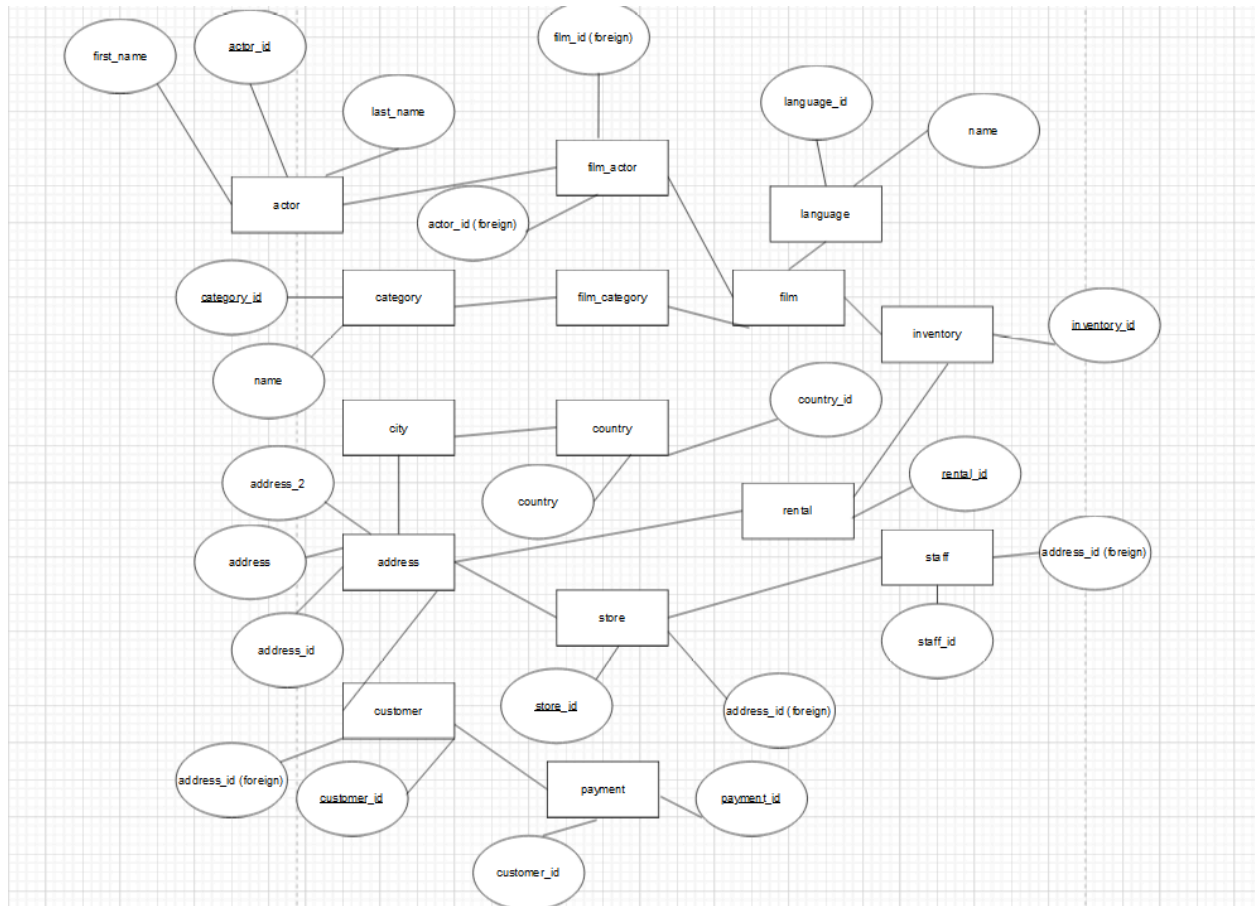 film_id (foreign)
actor_id
first_name
language_id
last_name
name
film_actor
actor
language
actor_id (foreign)
category_id
category
film_category
film
inventory_id
inventory
name
country_id
city
country
rental_id
address_2
country
rental
address_id (foreign)
address
address
staff
store
staff_id
address_id
store_id
address_id (foreign)
customer
address_id (foreign)
customer_id
payment
payment_id
customer_id